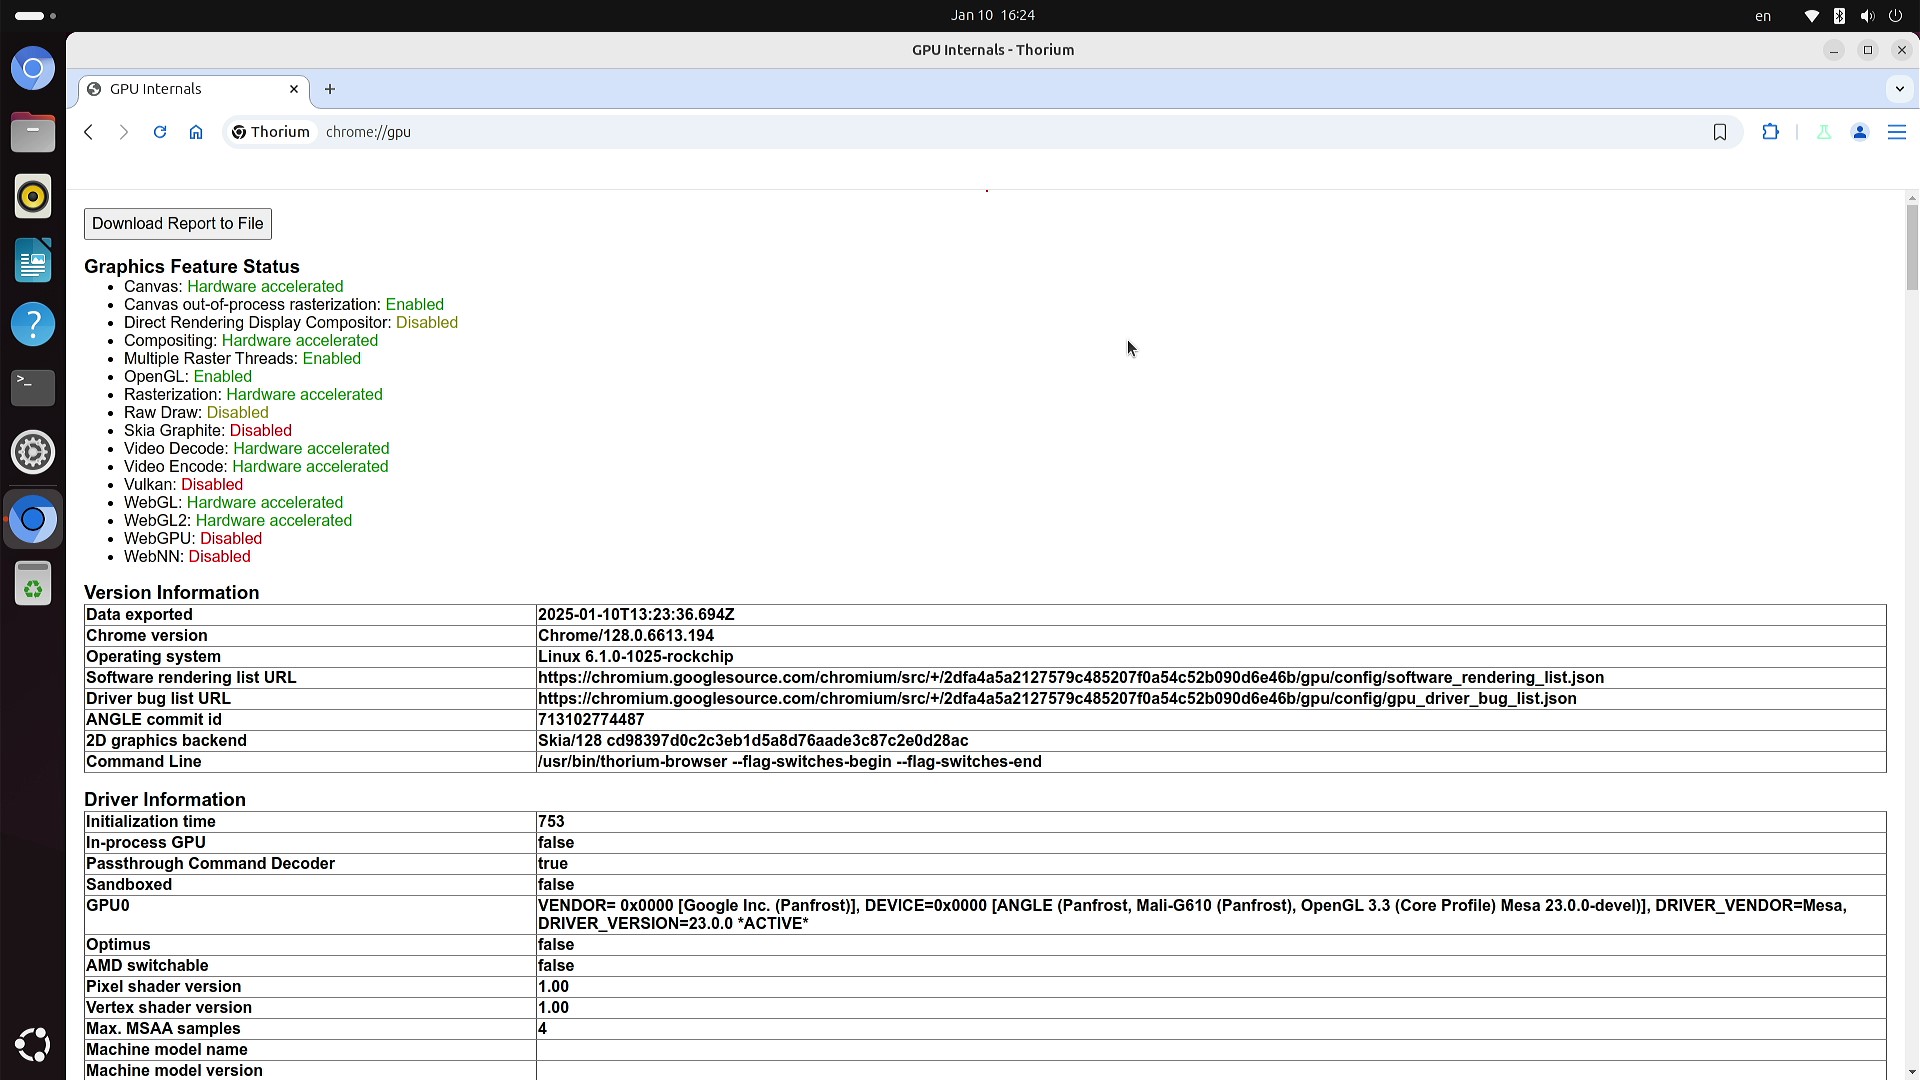 Jan 10 16:24
en
GPU Internals - Thorium
GPU Internals
Thorium chrome://gpu
Download Report to File
Graphics Feature Status
Canvas: Hardware accelerated
Canvas out-of-process rasterization: Enabled
Direct Rendering Display Compositor: Disabled
Compositing: Hardware accelerated
Multiple Raster Threads: Enabled
OpenGL: Enabled
Rasterization: Hardware accelerated
Raw Draw: Disabled
Skia Graphite: Disabled
Video Decode: Hardware accelerated
Video Encode: Hardware accelerated
Vulkan: Disabled
WebGL: Hardware accelerated
WebGL2: Hardware accelerated
WebGPU: Disabled
WebNN: Disabled
Version Information
Data exported 2025-01-10T13:23:36.694Z
Chrome version Chrome/128.0.6613.194
Operating system Linux 6.1.0-1025-rockchip
Software rendering list URL https://chromium.googlesource.com/chromium/src/+/2dfa4a5a2127579c485207f0a54c52b090d6e46b/gpu/config/software_rendering_list.json
Driver bug list URL https://chromium.googlesource.com/chromium/src/+/2dfa4a5a2127579c485207f0a54c52b090d6e46b/gpu/config/gpu_driver_bug_list.json
ANGLE commit id 713102774487
2D graphics backend Skia/128 cd98397d0c2c3eb1d5a8d76aade3c87c2e0d28ac
Command Line /usr/bin/thorium-browser --flag-switches-begin --flag-switches-end
Driver Information
Initialization time 753
In-process GPU false
Passthrough Command Decoder true
Sandboxed false
GPU0 VENDOR= 0x0000 [Google Inc. (Panfrost)], DEVICE=0x0000 [ANGLE (Panfrost, Mali-G610 (Panfrost), OpenGL 3.3 (Core Profile) Mesa 23.0.0-devel)], DRIVER_VENDOR=Mesa,
DRIVER_VERSION=23.0.0 *ACTIVE*
Optimus false
AMD switchable false
Pixel shader version 1.00
Vertex shader version 1.00
Max. MSAA samples 4
Machine model name
Machine model version